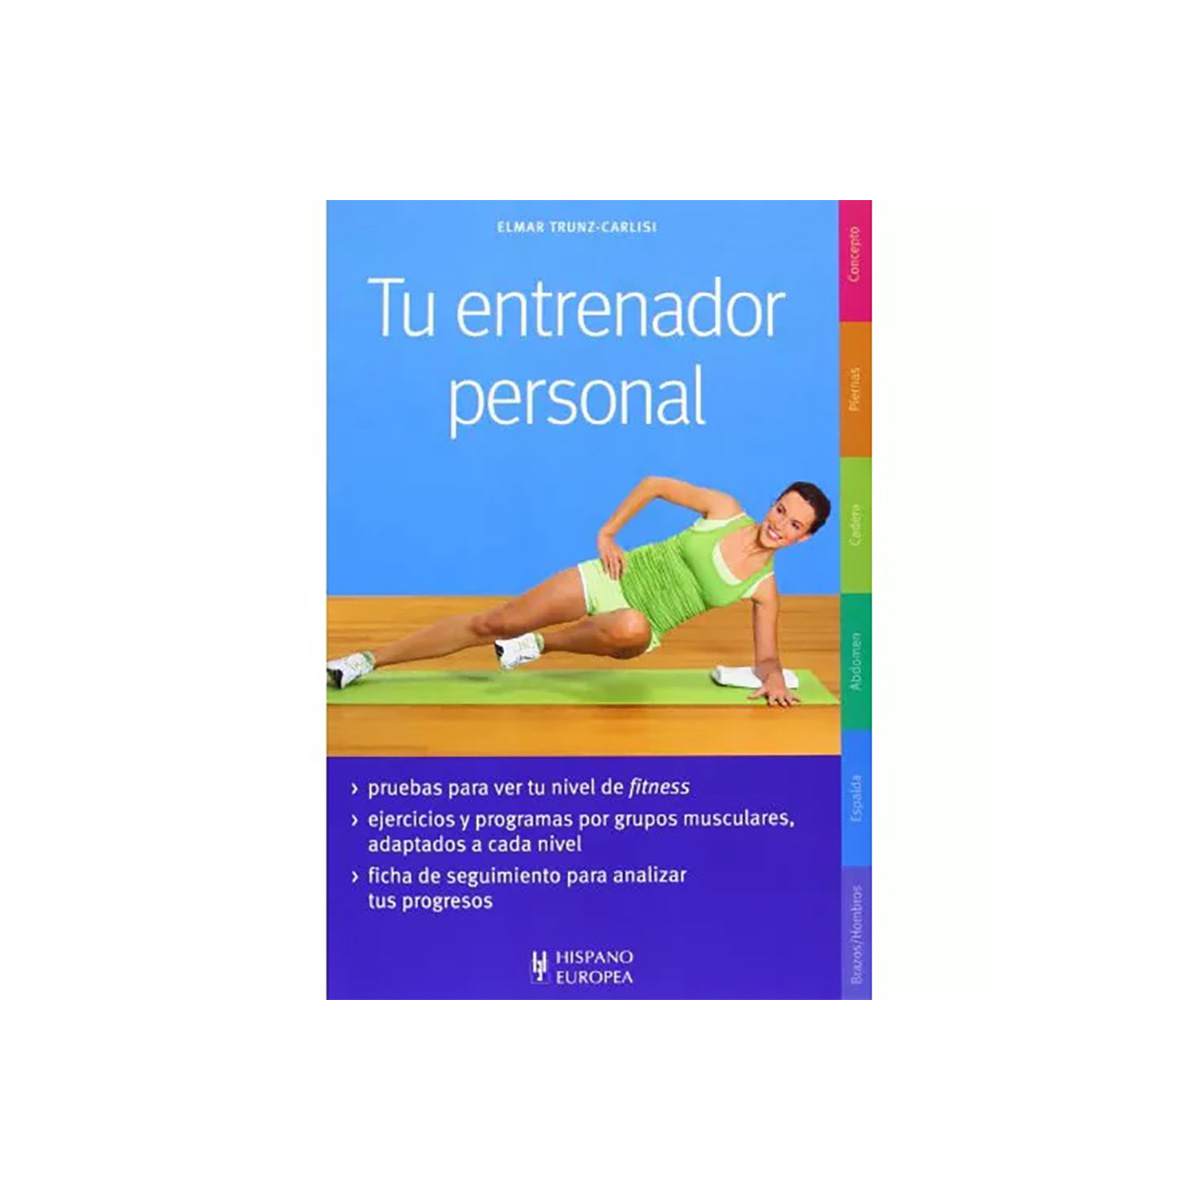 ELMAR TRUNZ-CARLISI
Tu entrenador
personal
Concepto
Piernas
Cadera
Abdomen
Espalda
Brazos/Hombros
› pruebas para ver tu nivel de fitness
› ejercicios y programas por grupos musculares,
adaptados a cada nivel
› ficha de seguimiento para analizar
tus progresos
HISPANO
EUROPEA